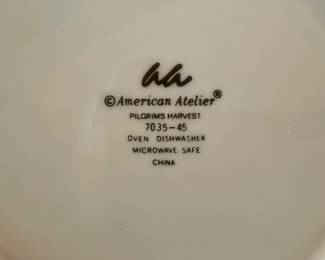 aa
©American Atelier®
PILGRIMS HARVEST
7035-45
OVEN DISHWASHER
MICROWAVE SAFE
CHINA